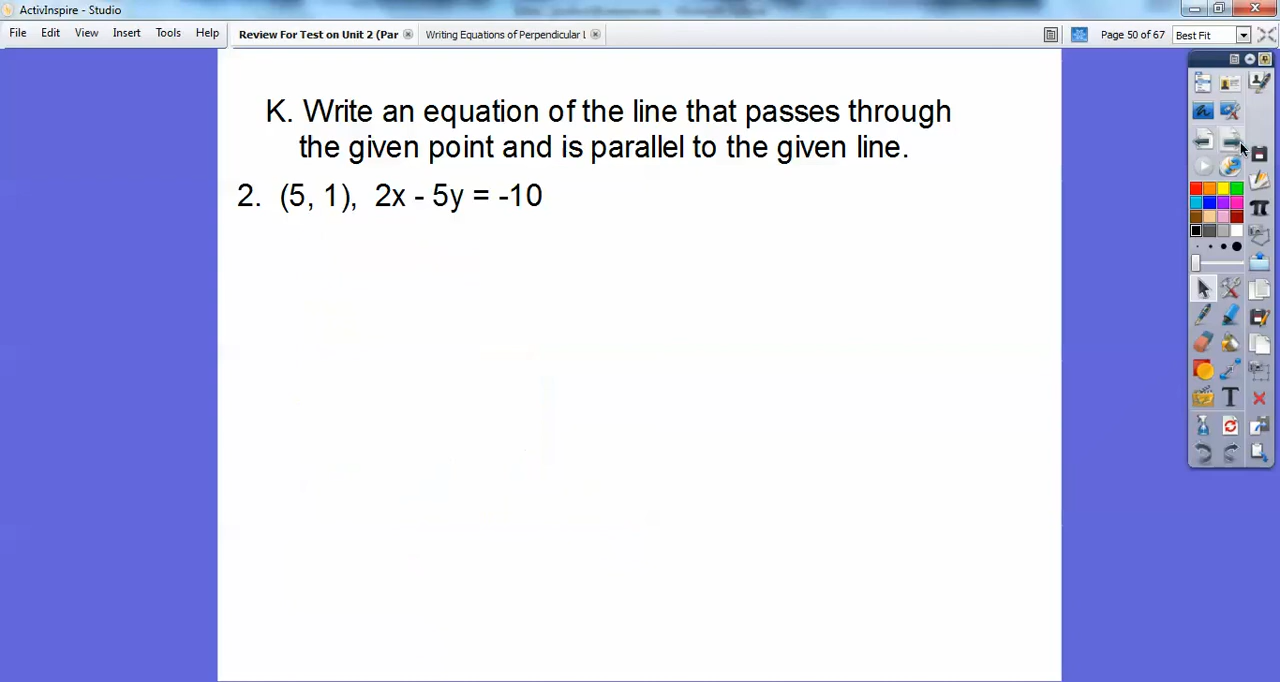 ActivInspire - Studio
File Edit View Insert Tools Help
Review For Test on Unit 2 (Par
Writing Equations of Perpendicular L
Page 50 of 67
Best Fit
K. Write an equation of the line that passes through
the given point and is parallel to the given line.
2. (5, 1), 2x - 5y = -10